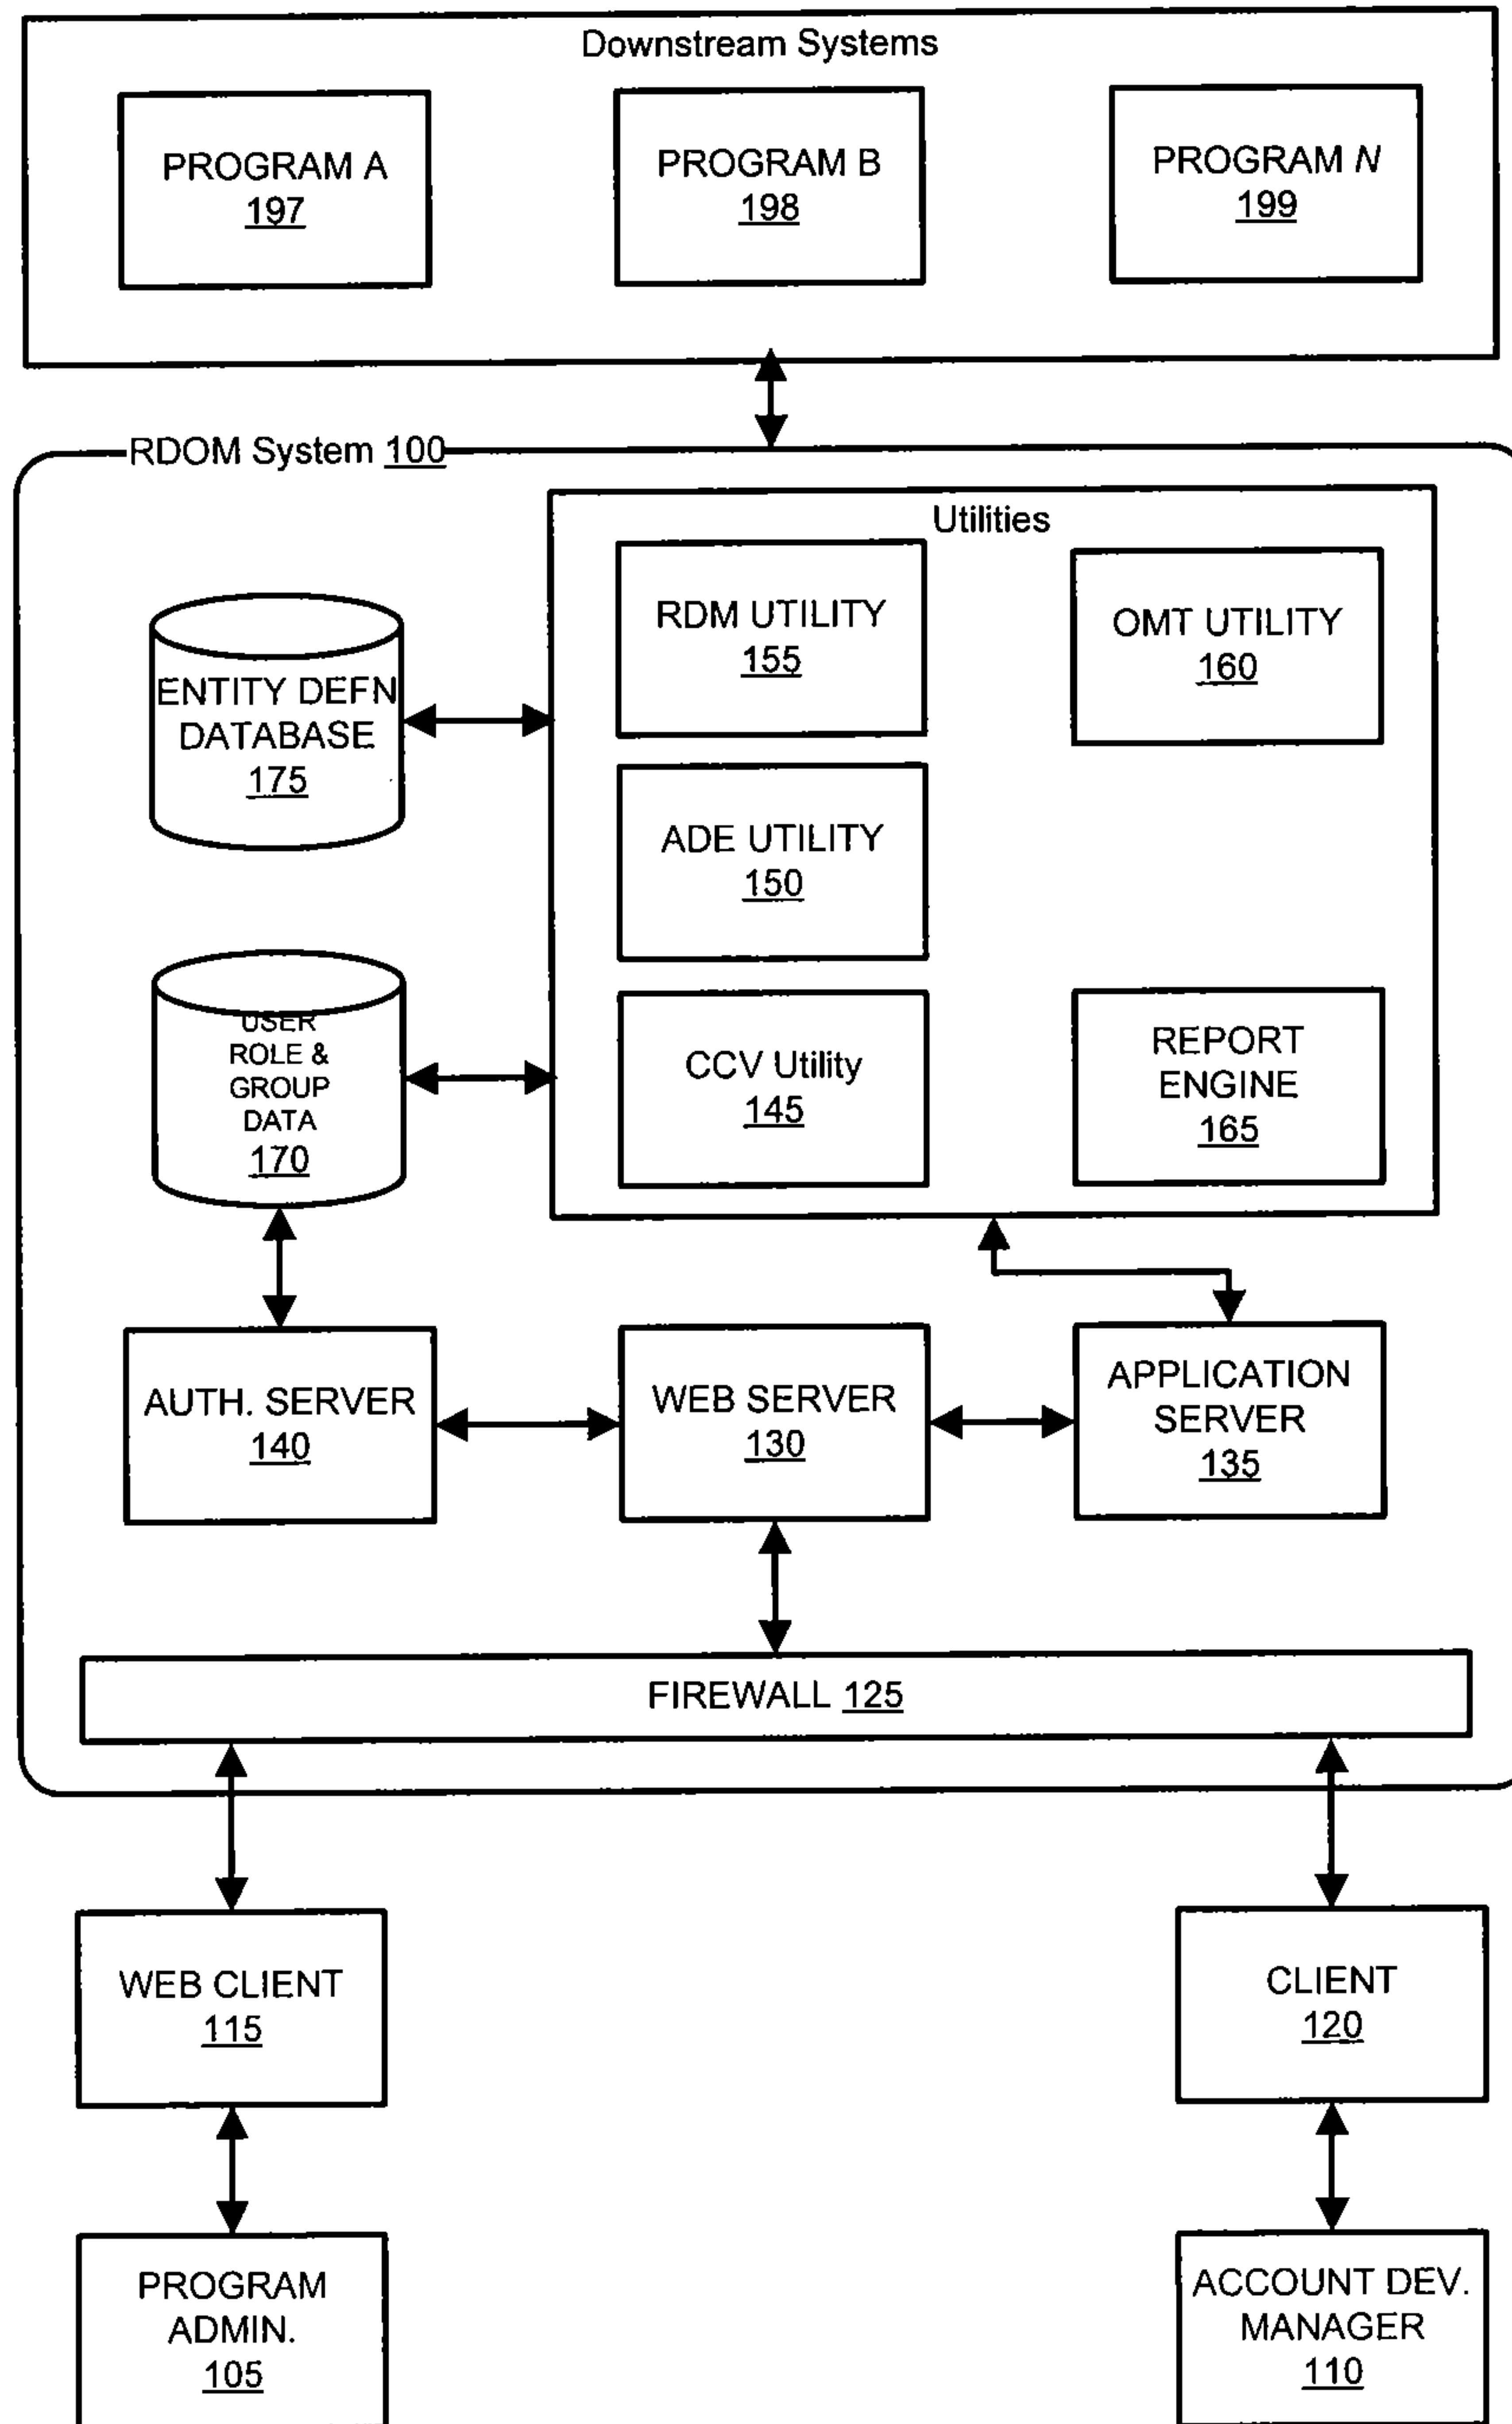 Downstream Systems
PROGRAM A
197
PROGRAM B
198
PROGRAM N
199
RDOM System 100
Utilities
RDM UTILITY
155
OMT UTILITY
160
ENTITY DEFN
DATABASE
175
ADE UTILITY
150
USER
ROLE &
GROUP
DATA
170
CCV Utility
145
REPORT
ENGINE
165
AUTH. SERVER
140
WEB SERVER
130
APPLICATION
SERVER
135
FIREWALL 125
WEB CLIENT
115
CLIENT
120
PROGRAM
ADMIN.
105
ACCOUNT DEV.
MANAGER
110